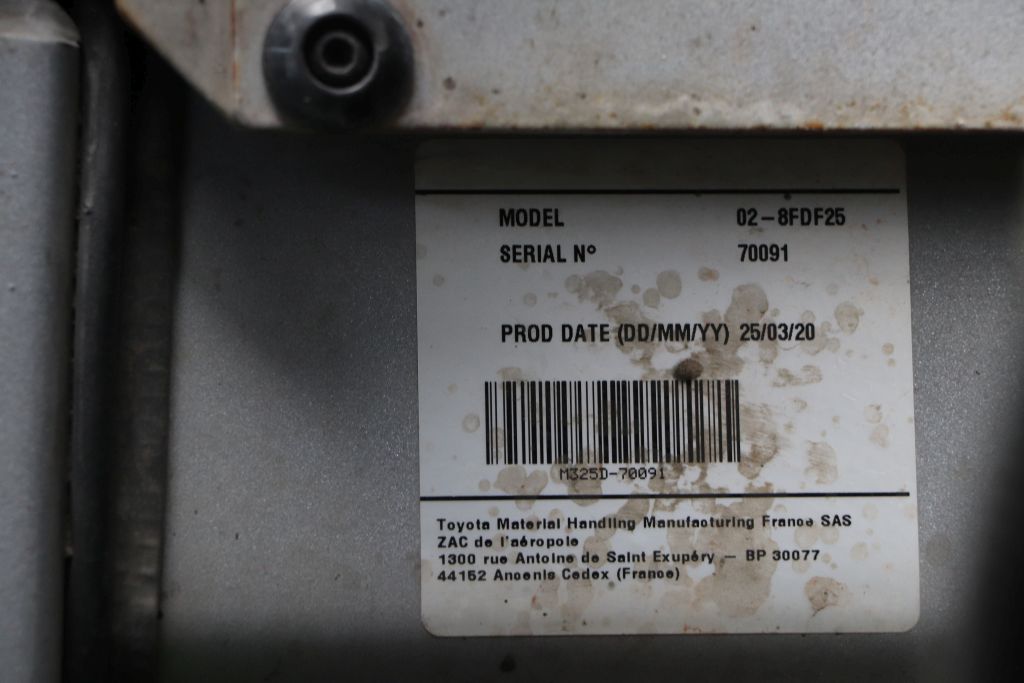 MODEL 02-8FDF25
SERIAL N° 70091
PROD DATE (DD/MM/YY) 25/03/20
M325D-70091
Toyota Material Handling Manufacturing France SAS
ZAC de l'aéropole
1300 rue Antoine de Saint Exupéry – BP 30077
44152 Ancenis Cedex (France)